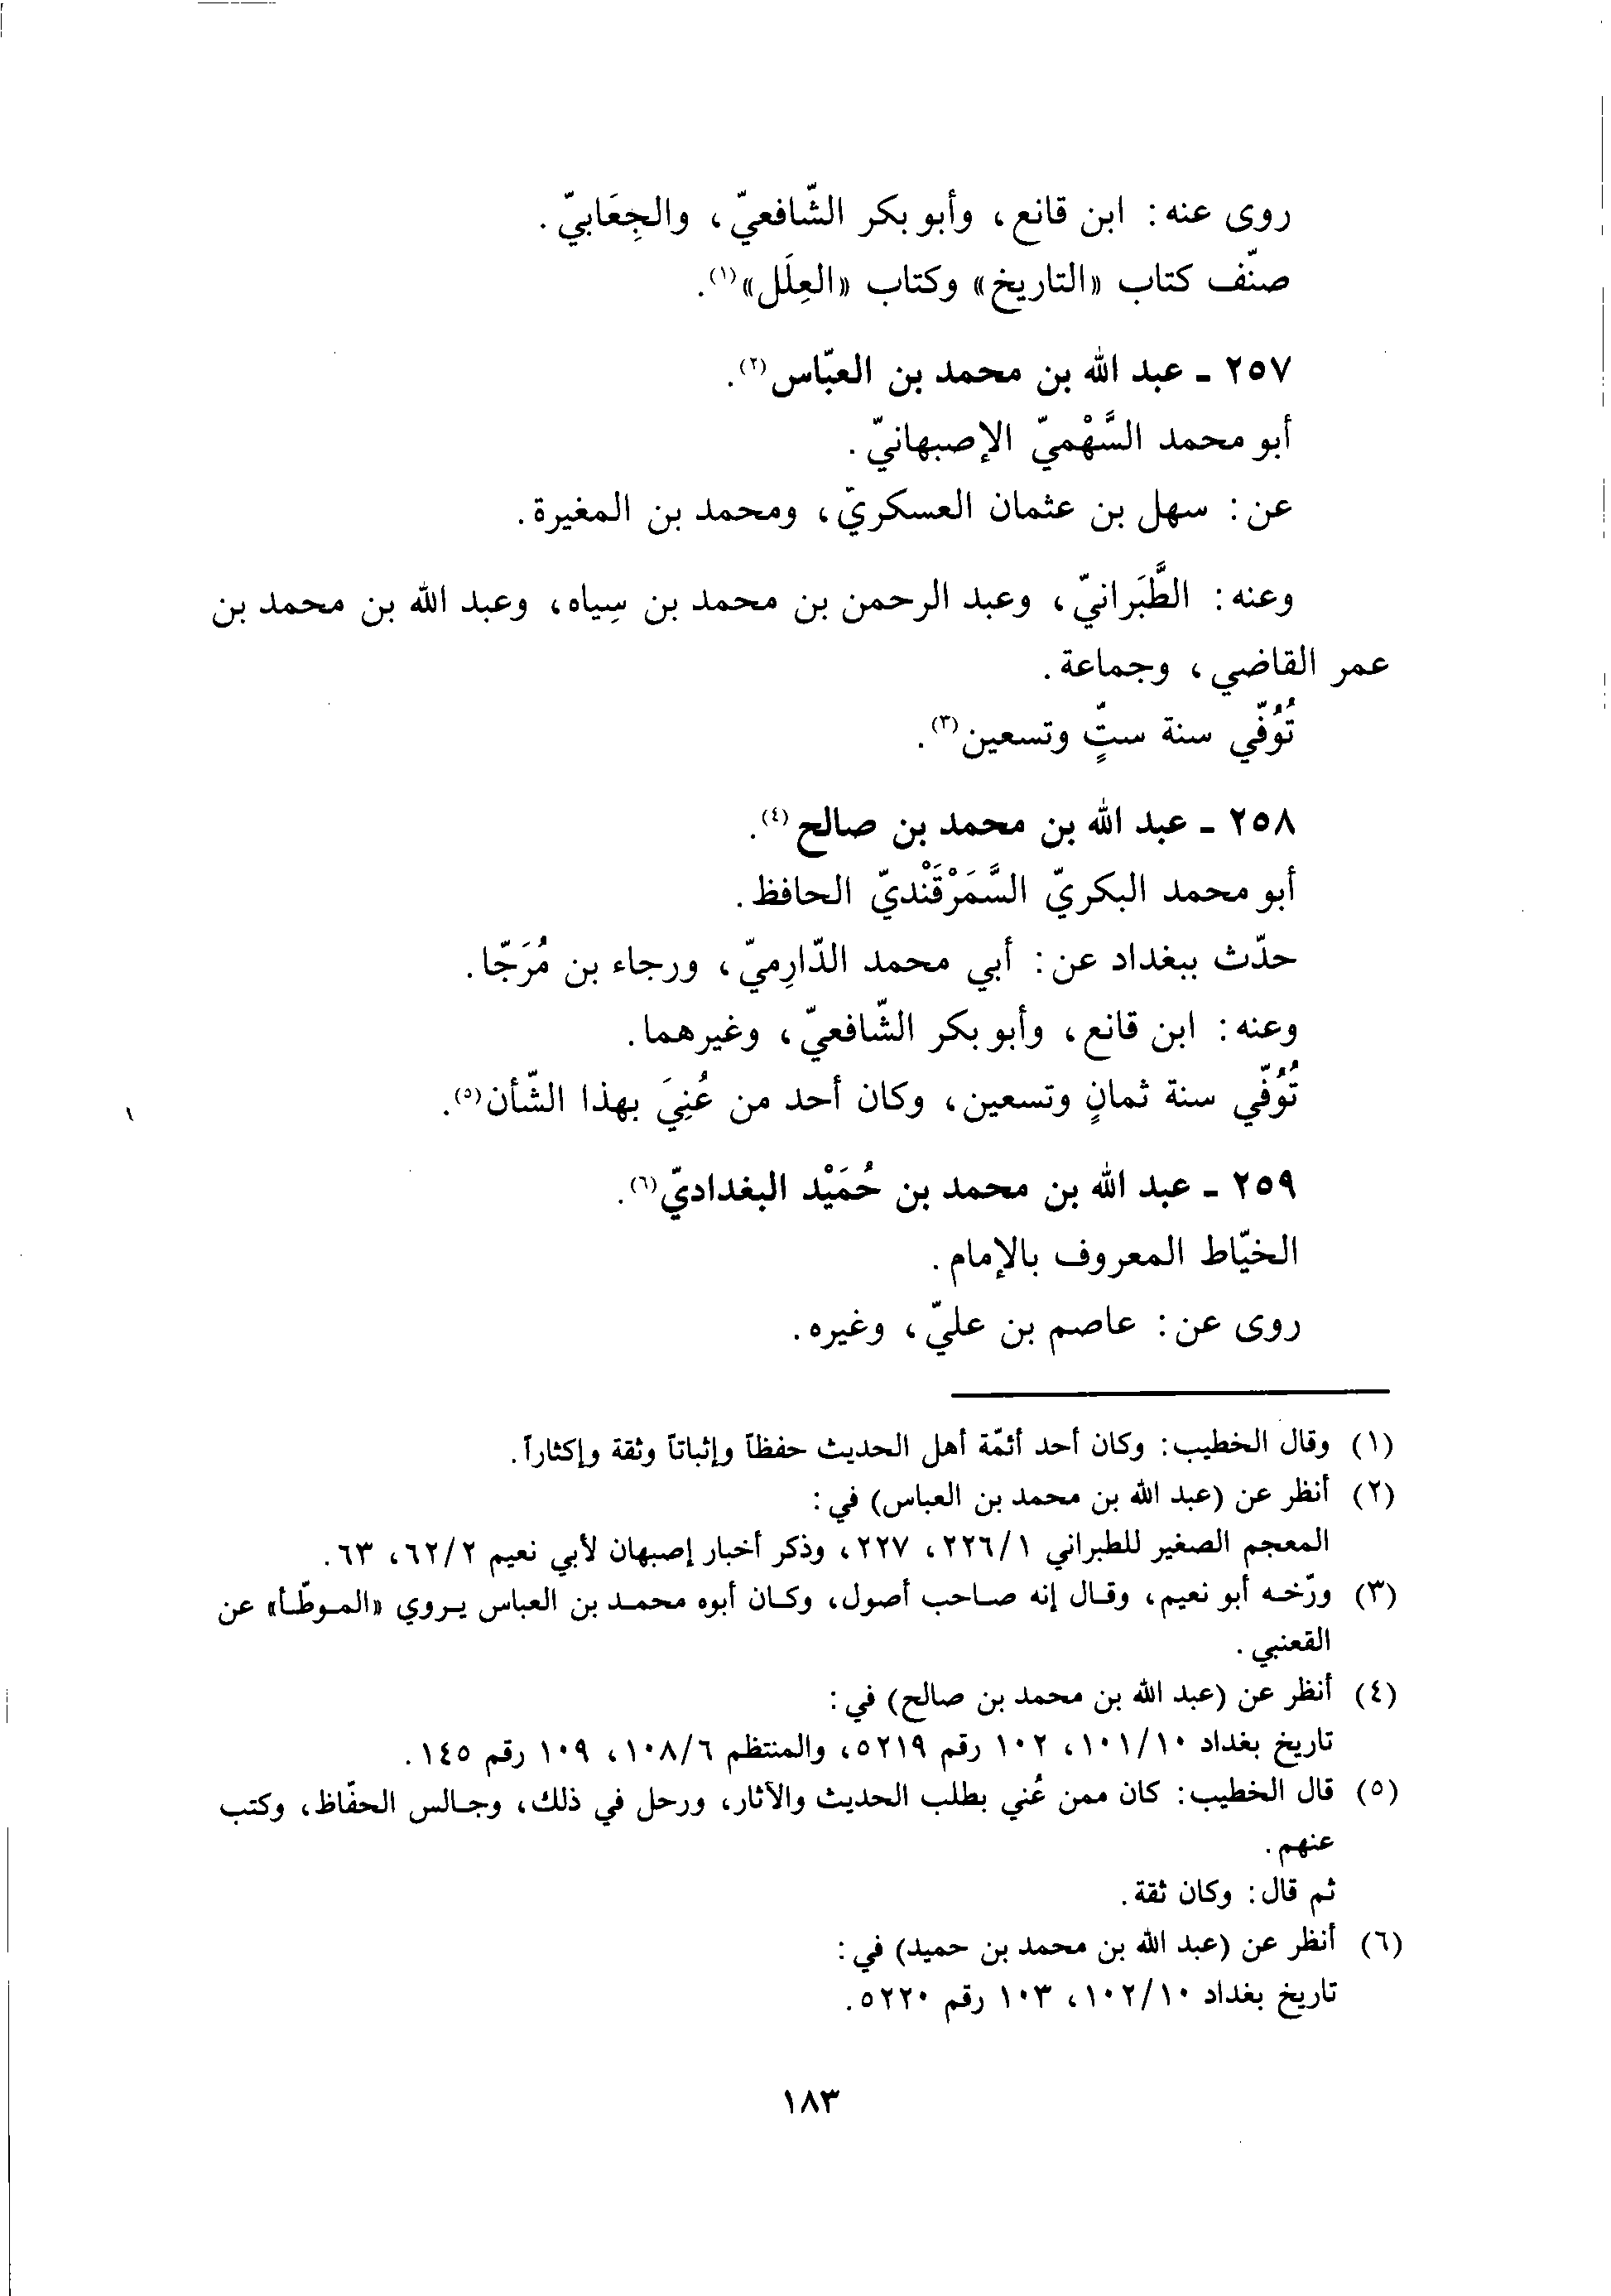 روى عنه: ابن قانع، وأبو بكر الشّافعيّ، والجِعَابيّ.
صنّف كتاب «التاريخ» وكتاب «العِلَل»(١).
٢٥٧ - عبد الله بن محمد بن العبّاس(٢).
أبو محمد السَّهْميّ الإصبهانيّ.
عن: سهل بن عثمان العسكريّ، ومحمد بن المغيرة.
وعنه: الطَّبَرانيّ، وعبد الرحمن بن محمد بن سِياه، وعبد الله بن محمد بن
عمر القاضي، وجماعة.
تُوُفّي سنة ستٍّ وتسعين(٣).
٢٥٨ - عبد الله بن محمد بن صالح(٤).
أبو محمد البكريّ السَّمَرْقَنْديّ الحافظ.
حدّث ببغداد عن: أبي محمد الدّارِميّ، ورجاء بن مُرَجّا.
وعنه: ابن قانع، وأبو بكر الشّافعيّ، وغيرهما.
تُوُفّي سنة ثمانٍ وتسعين، وكان أحد من عُنِيَ بهذا الشّأن(٥).
٢٥٩ - عبد الله بن محمد بن حُمَيْد البغداديّ(٦).
الخيّاط المعروف بالإمام.
روى عن: عاصم بن عليّ، وغيره.
(١) وقال الخطيب: وكان أحد أئمّة أهل الحديث حفظاً وإثباتاً وثقة وإكثاراً.
(٢) أنظر عن (عبد الله بن محمد بن العباس) في:
المعجم الصغير للطبراني ٢٢٦/١، ٢٢٧، وذكر أخبار إصبهان لأبي نعيم ٦٢/٢، ٦٣.
(٣) ورّخه أبو نعيم، وقال إنه صاحب أصول، وكان أبوه محمد بن العباس يروي «الموطّأ» عن
القعنبي.
(٤) أنظر عن (عبد الله بن محمد بن صالح) في:
تاريخ بغداد ١٠١/١٠، ١٠٢ رقم ٥٢١٩، والمنتظم ١٠٨/٦، ١٠٩ رقم ١٤٥.
(٥) قال الخطيب: كان ممن عُني بطلب الحديث والآثار، ورحل في ذلك، وجالس الحفّاظ، وكتب
عنهم.
ثم قال: وكان ثقة.
(٦) أنظر عن (عبد الله بن محمد بن حميد) في:
تاريخ بغداد ١٠٢/١٠، ١٠٣ رقم ٥٢٢٠.
١٨٣